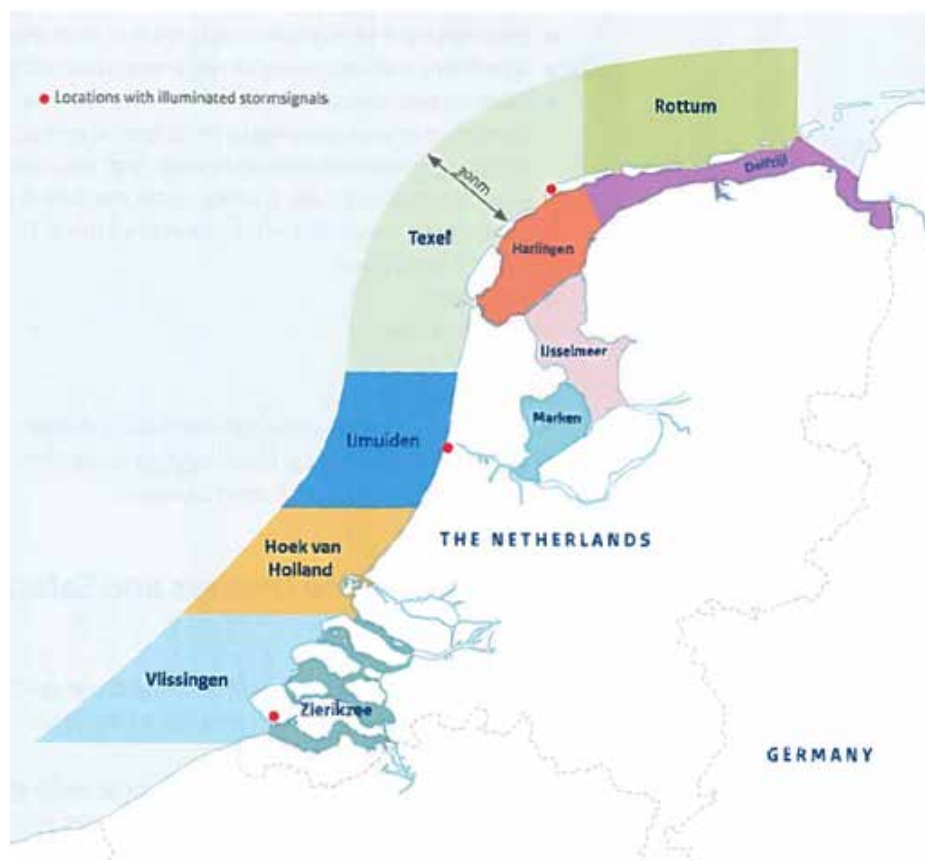 Locations with illuminated stormsignals
Rottum
Delfzijl
30nm
Texel
Harlingen
IJsselmeer
Marken
IJmuiden
THE NETHERLANDS
Hoek van
Holland
Vlissingen
Zierikzee
GERMANY